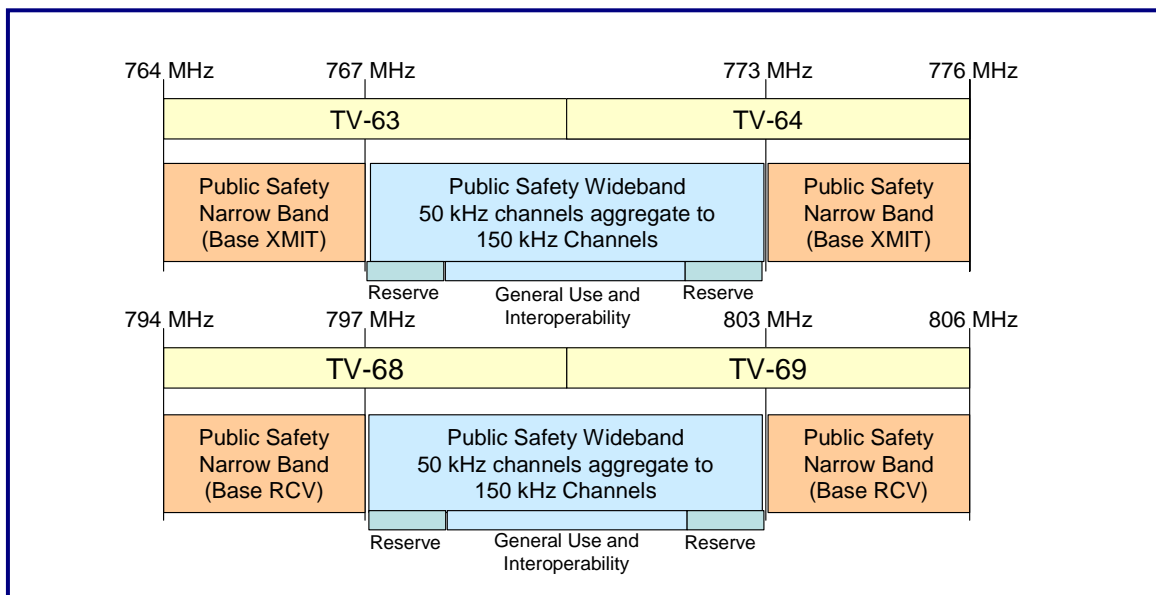 764 MHz 767 MHz 773 MHz 776 MHz
TV-63 TV-64
Public Safety
Narrow Band
(Base XMIT)
Public Safety Wideband
50 kHz channels aggregate to
150 kHz Channels
Public Safety
Narrow Band
(Base XMIT)
Reserve
General Use and
Interoperability
Reserve
794 MHz 797 MHz 803 MHz 806 MHz
TV-68 TV-69
Public Safety
Narrow Band
(Base RCV)
Public Safety Wideband
50 kHz channels aggregate to
150 kHz Channels
Public Safety
Narrow Band
(Base RCV)
Reserve
General Use and
Interoperability
Reserve